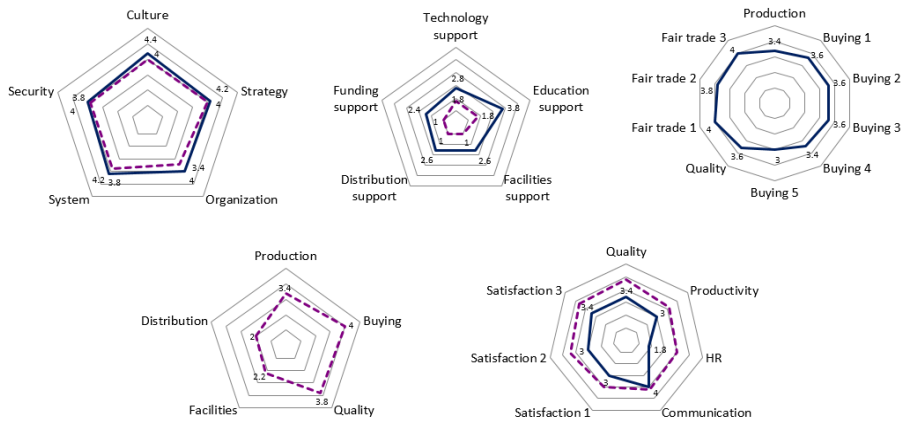 Culture
4.4
4
Security
3.8
4
4.2
4
Strategy
4.2
3.8
3.4
4
System
Organization
Technology
support
2.8
1.8
Funding
support
2.4
3.8
Education
support
1
1.8
1
1
2.6
2.6
Distribution
support
Facilities
support
Production
3.4
Fair trade 3
4
3.6
Buying 1
Fair trade 2
3.8
3.6
Buying 2
Fair trade 1
4
3.6
Buying 3
Quality
3.6
3.4
Buying 4
3
Buying 5
Production
3.4
Distribution
2
4
Buying
2.2
3.8
Facilities
Quality
Quality
3.4
Satisfaction 3
3.4
3
Productivity
Satisfaction 2
3
1.8
HR
3
4
Satisfaction 1
Communication